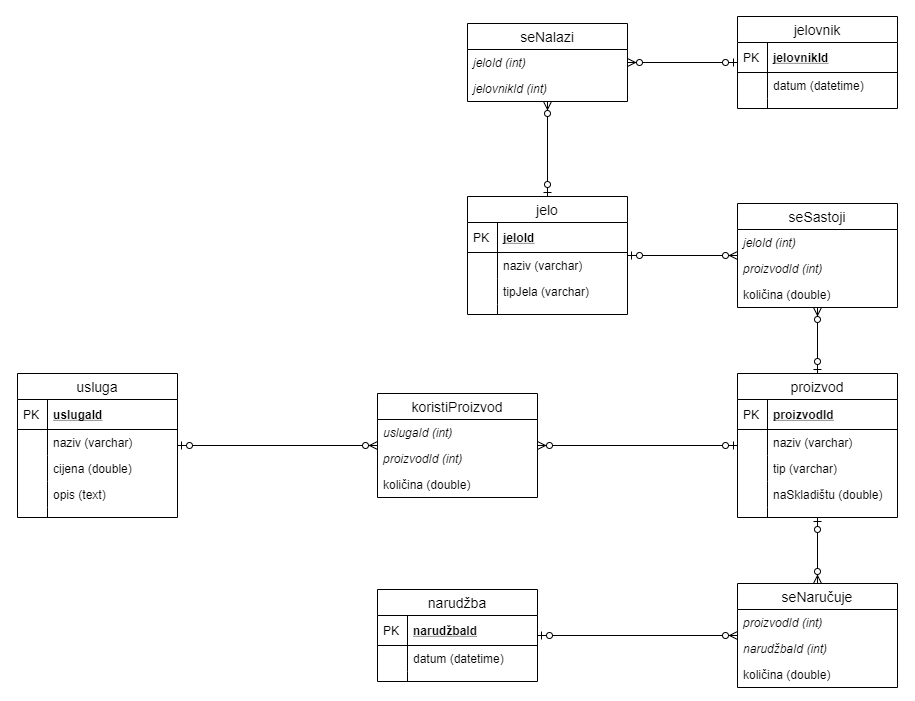 seNalazi
jeloId (int)
jelovnikId (int)
jelovnik
PK jelovnikId
datum (datetime)
jelo
PK jeloId
naziv (varchar)
tipJela (varchar)
seSastoji
jeloId (int)
proizvodId (int)
količina (double)
usluga
PK uslugaId
naziv (varchar)
cijena (double)
opis (text)
koristiProizvod
uslugaId (int)
proizvodId (int)
količina (double)
proizvod
PK proizvodId
naziv (varchar)
tip (varchar)
naSkladištu (double)
narudžba
PK narudžbaId
datum (datetime)
seNaručuje
proizvodId (int)
narudžbaId (int)
količina (double)